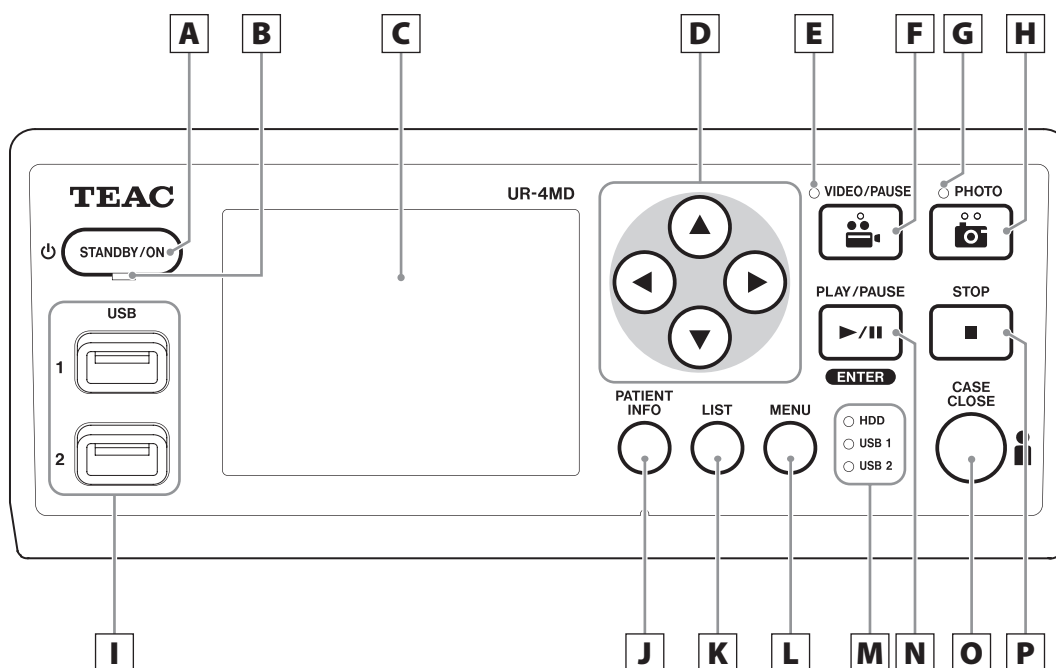 A B C D E F G H
TEAC
UR-4MD
VIDEO/PAUSE
PHOTO
STANDBY/ON
USB
1
2
PLAY/PAUSE
STOP
ENTER
PATIENT
INFO
LIST
MENU
CASE
CLOSE
HDD
USB 1
USB 2
I J K L M N O P